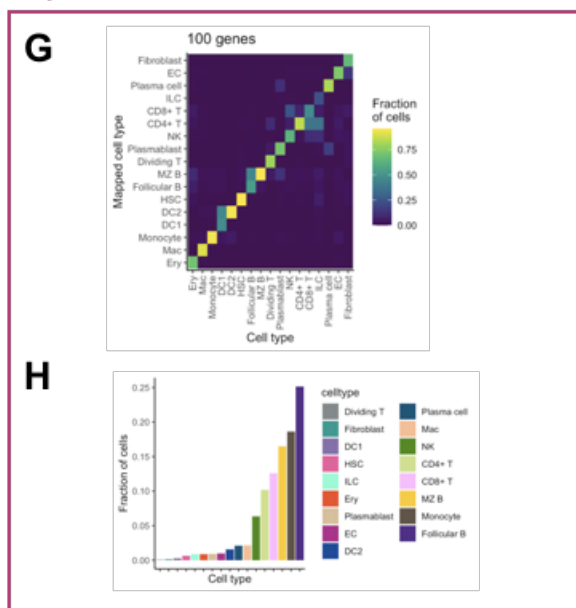 G
100 genes
Fibroblast
EC
Plasma cell
ILC
CD8+ T
CD4+ T
NK
Plasmablast
Dividing T
MZ B
Follicular B
HSC
DC2
DC1
Monocyte
Mac
Ery
Mapped cell type
Ery
Mac
Monocyte
DC1
DC2
HSC
Follicular B
MZ B
Dividing T
Plasmablast
NK
CD4+ T
CD8+ T
ILC
Plasma cell
EC
Fibroblast
Cell type
Fraction
of cells
0.75
0.50
0.25
0.00
H
0.25
0.20
0.15
0.10
0.05
0.00
Fraction of cells
Cell type
celltype
Dividing T
Fibroblast
DC1
HSC
ILC
Ery
Plasmablast
EC
DC2
Plasma cell
Mac
NK
CD4+ T
CD8+ T
MZ B
Monocyte
Follicular B